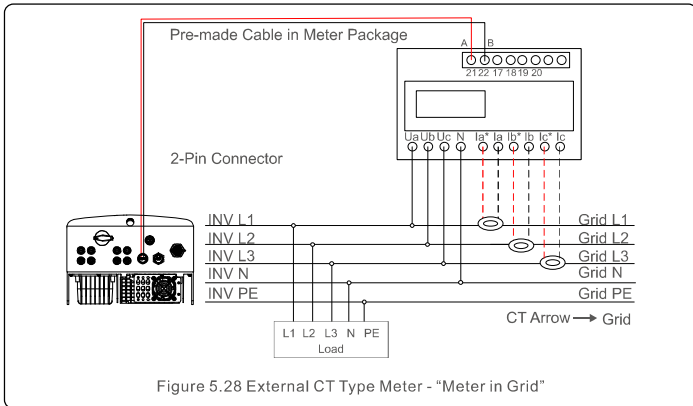 Pre-made Cable in Meter Package
A B
21 22 17 18 19 20
Ua Ub Uc N Ia* Ia Ib* Ib Ic* Ic
2-Pin Connector
INV L1 Grid L1
INV L2 Grid L2
INV L3 Grid L3
INV N Grid N
INV PE Grid PE
CT Arrow Grid
L1 L2 L3 N PE
Load
Figure 5.28 External CT Type Meter - “Meter in Grid”